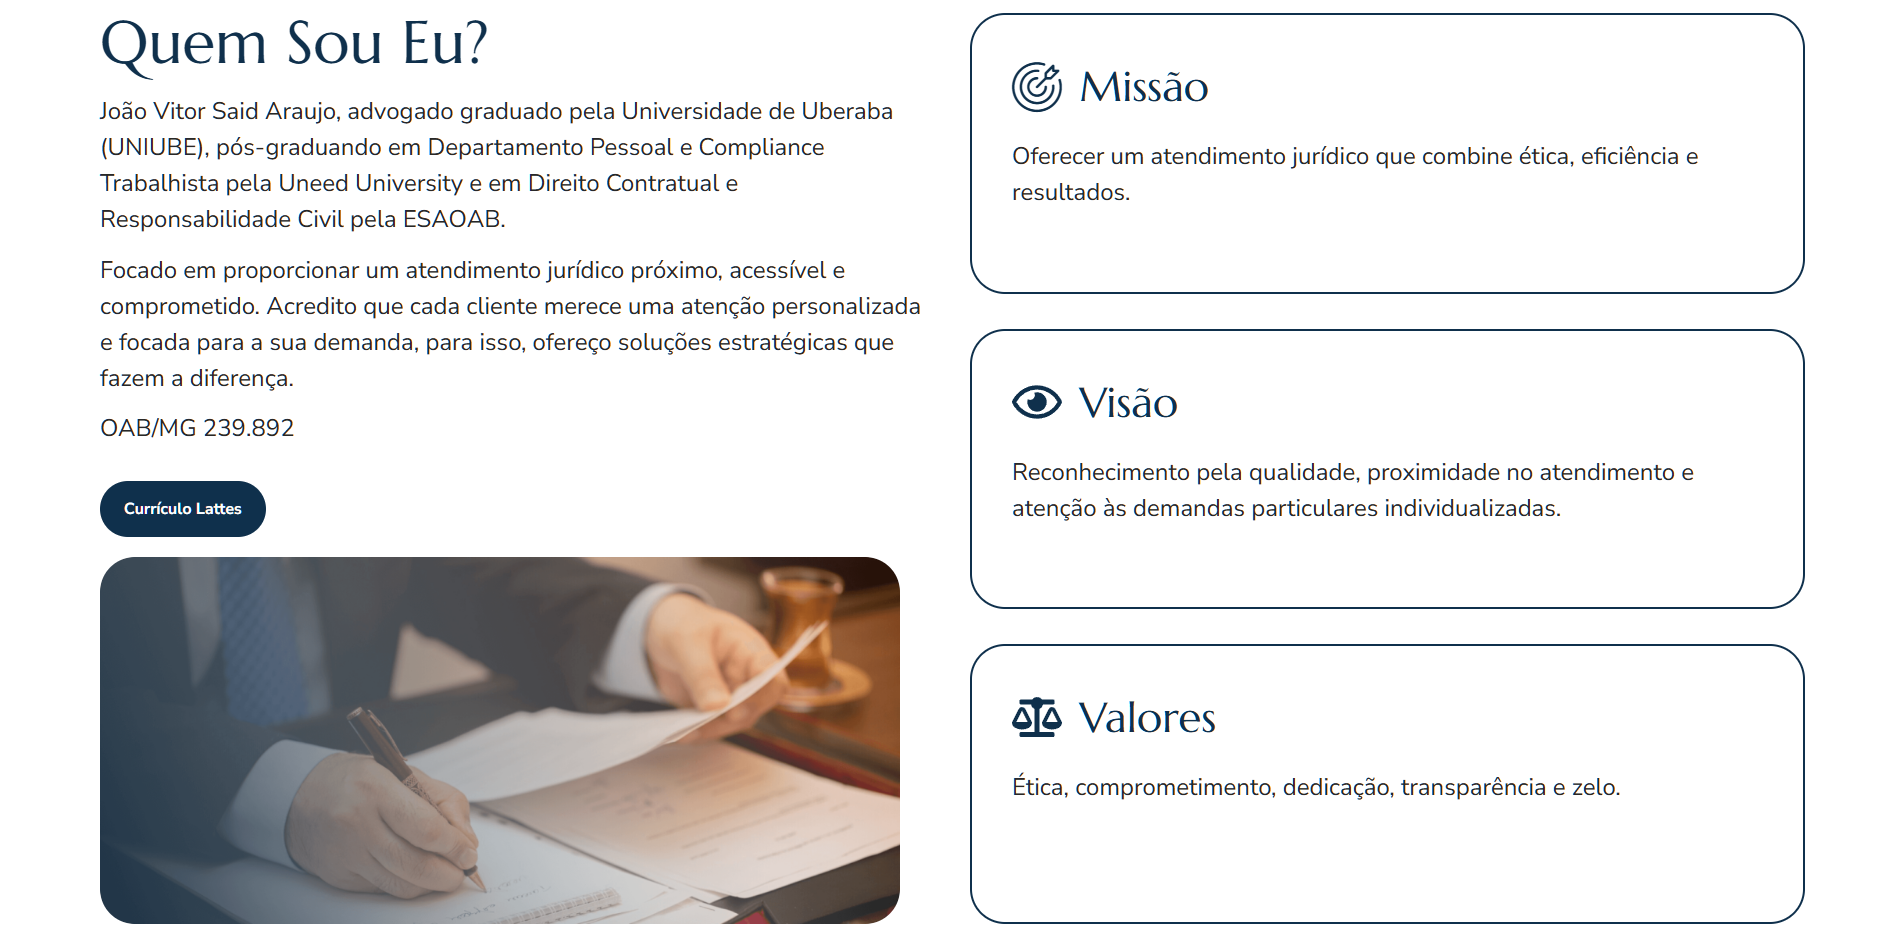 Quem Sou Eu?
João Vitor Said Araujo, advogado graduado pela Universidade de Uberaba
(UNIUBE), pós-graduando em Departamento Pessoal e Compliance
Trabalhista pela Uneed University e em Direito Contratual e
Responsabilidade Civil pela ESAOAB.
Focado em proporcionar um atendimento jurídico próximo, acessível e
comprometido. Acredito que cada cliente merece uma atenção personalizada
e focada para a sua demanda, para isso, ofereço soluções estratégicas que
fazem a diferença.
OAB/MG 239.892
Currículo Lattes
Missão
Oferecer um atendimento jurídico que combine ética, eficiência e
resultados.
Visão
Reconhecimento pela qualidade, proximidade no atendimento e
atenção às demandas particulares individualizadas.
Valores
Ética, comprometimento, dedicação, transparência e zelo.